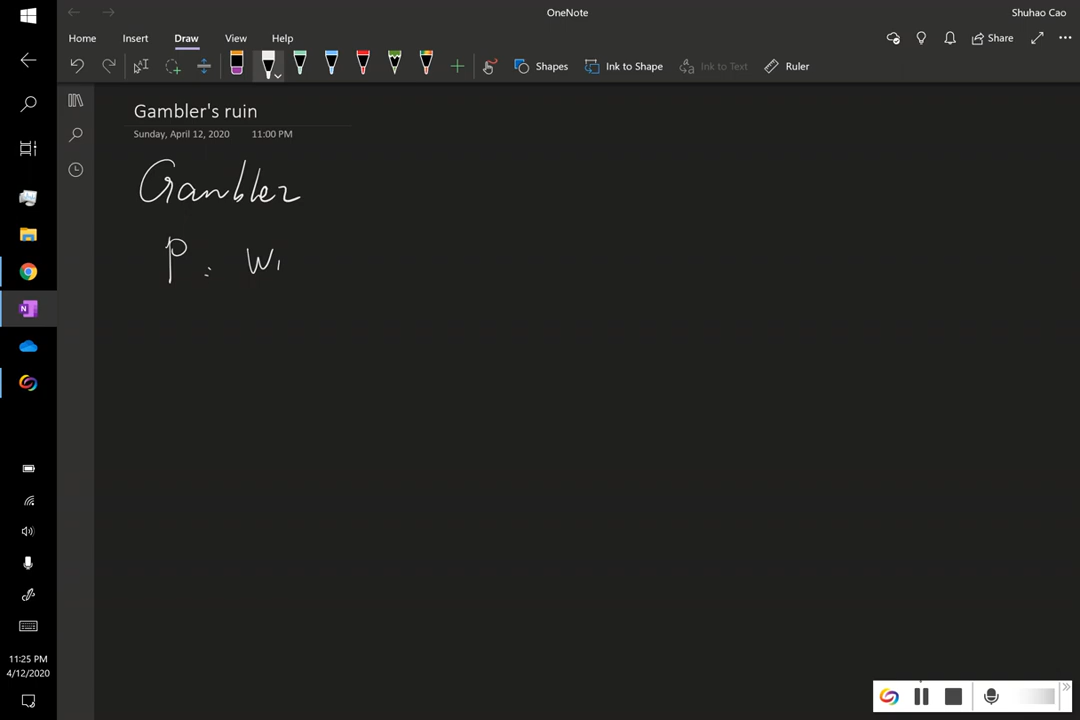 OneNote
Shuhao Cao
Home Insert Draw View Help
Share
Shapes
Ink to Shape
Ink to Text
Ruler
Gambler's ruin
Sunday, April 12, 2020 11:00 PM
Gambler
P : Wi
11:25 PM
4/12/2020